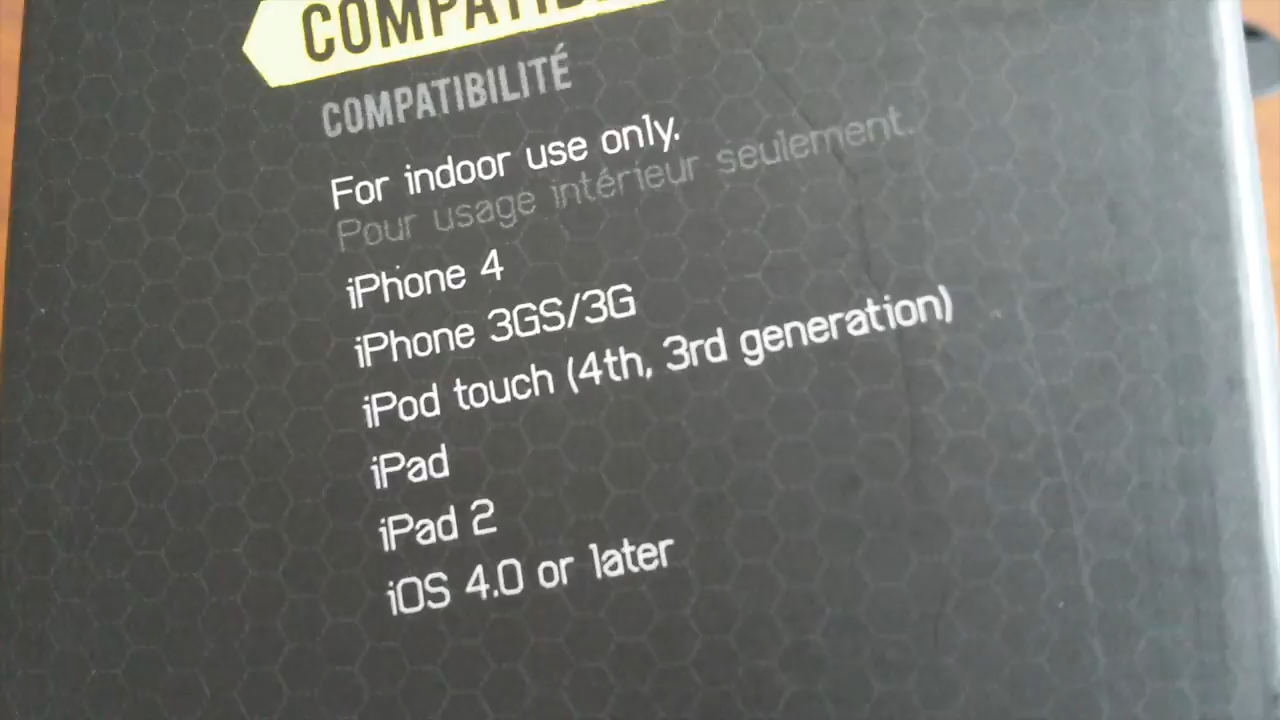 COMPATIBILITÉ
For indoor use only.
Pour usage intérieur seulement.
iPhone 4
iPhone 3GS/3G
iPod touch (4th, 3rd generation)
iPad
iPad 2
iOS 4.0 or later